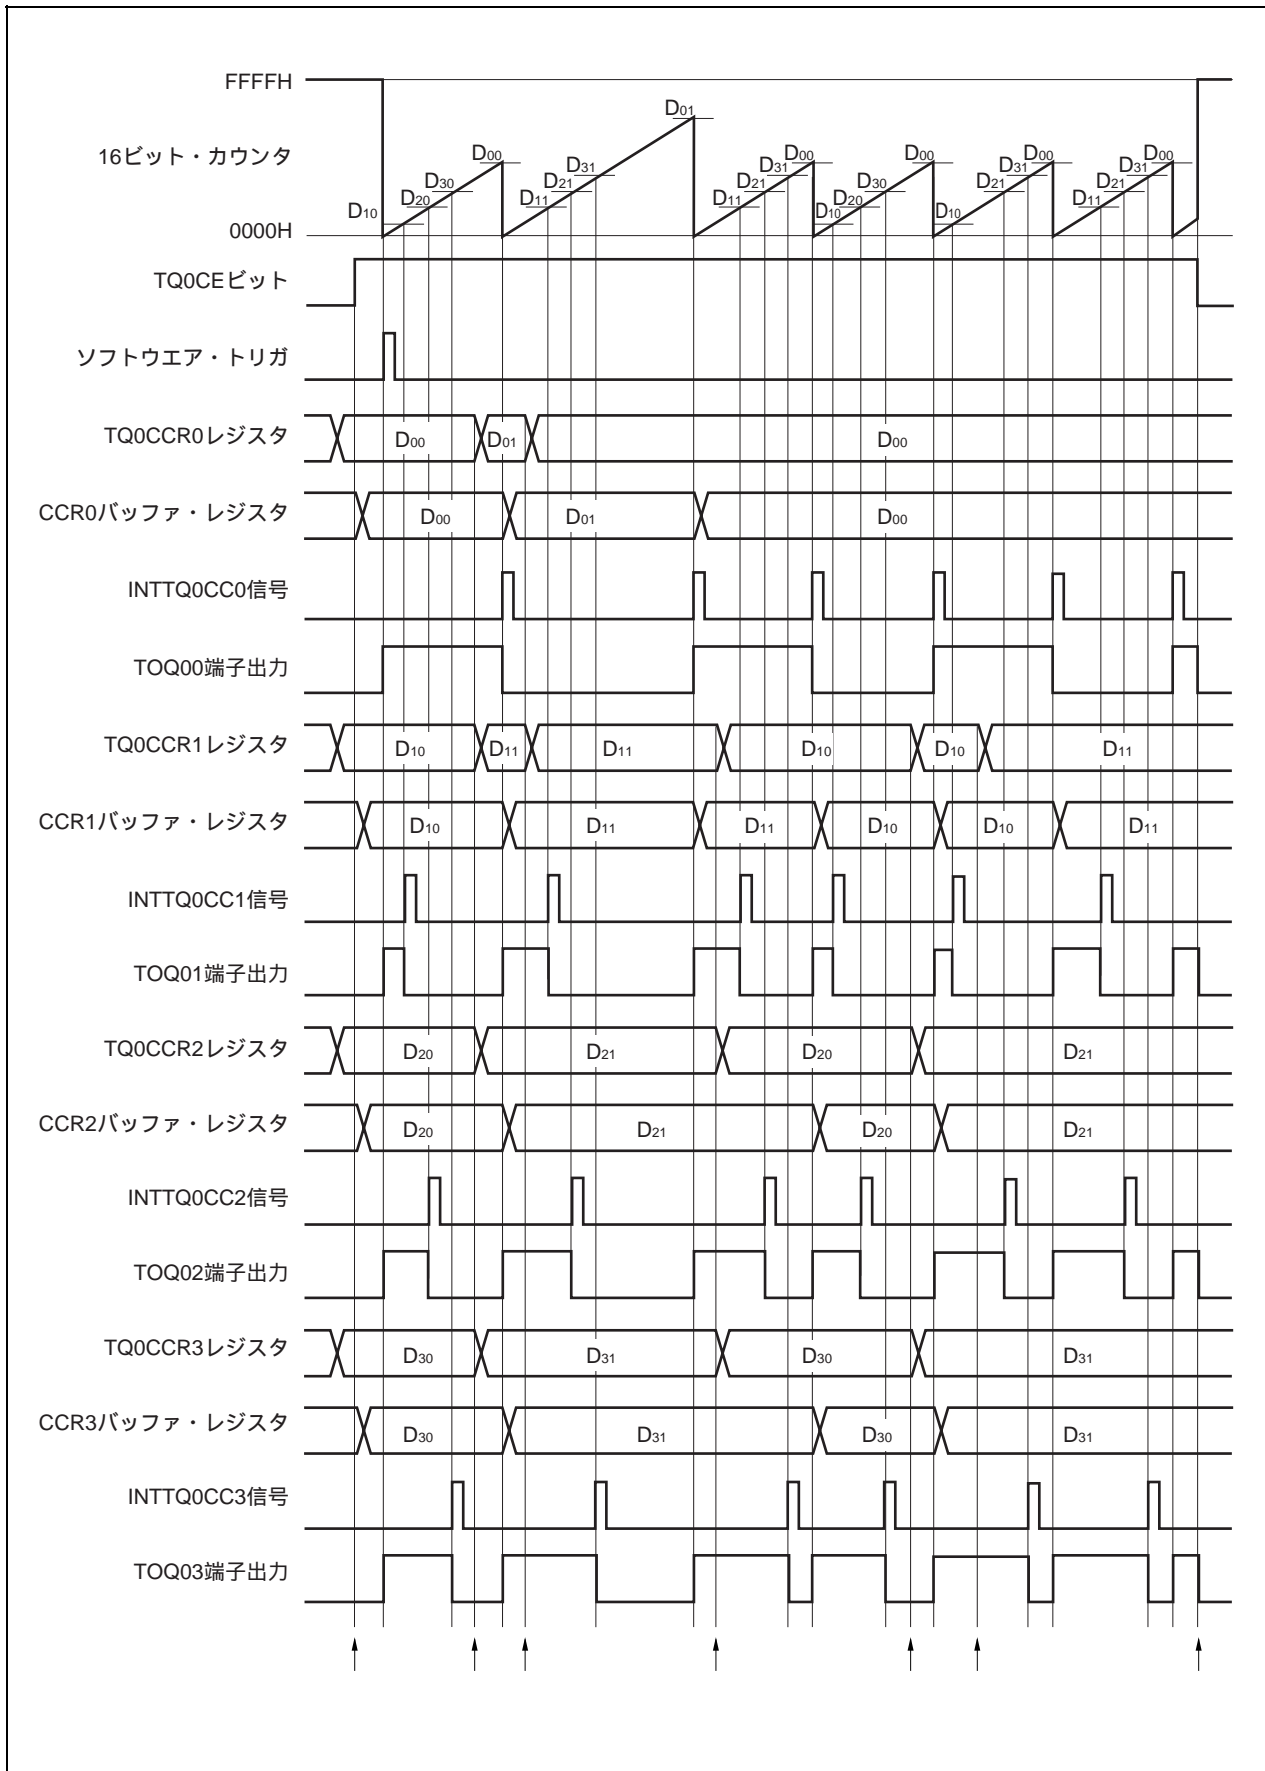 FFFFH
D01
16ビット・カウンタ
D00 D00 D00 D00 D00
D30 D31 D31 D30 D31 D31
D20 D21 D21 D20 D21 D21
D10 D11 D11 D10 D10 D11
0000H
TQ0CEビット
ソフトウエア・トリガ
TQ0CCR0レジスタ D00 D01 D00
CCR0バッファ・レジスタ D00 D01 D00
INTTQ0CC0信号
TOQ00端子出力
TQ0CCR1レジスタ D10 D11 D11 D10 D10 D11
CCR1バッファ・レジスタ D10 D11 D11 D10 D10 D11
INTTQ0CC1信号
TOQ01端子出力
TQ0CCR2レジスタ D20 D21 D20 D21
CCR2バッファ・レジスタ D20 D21 D20 D21
INTTQ0CC2信号
TOQ02端子出力
TQ0CCR3レジスタ D30 D31 D30 D31
CCR3バッファ・レジスタ D30 D31 D30 D31
INTTQ0CC3信号
TOQ03端子出力